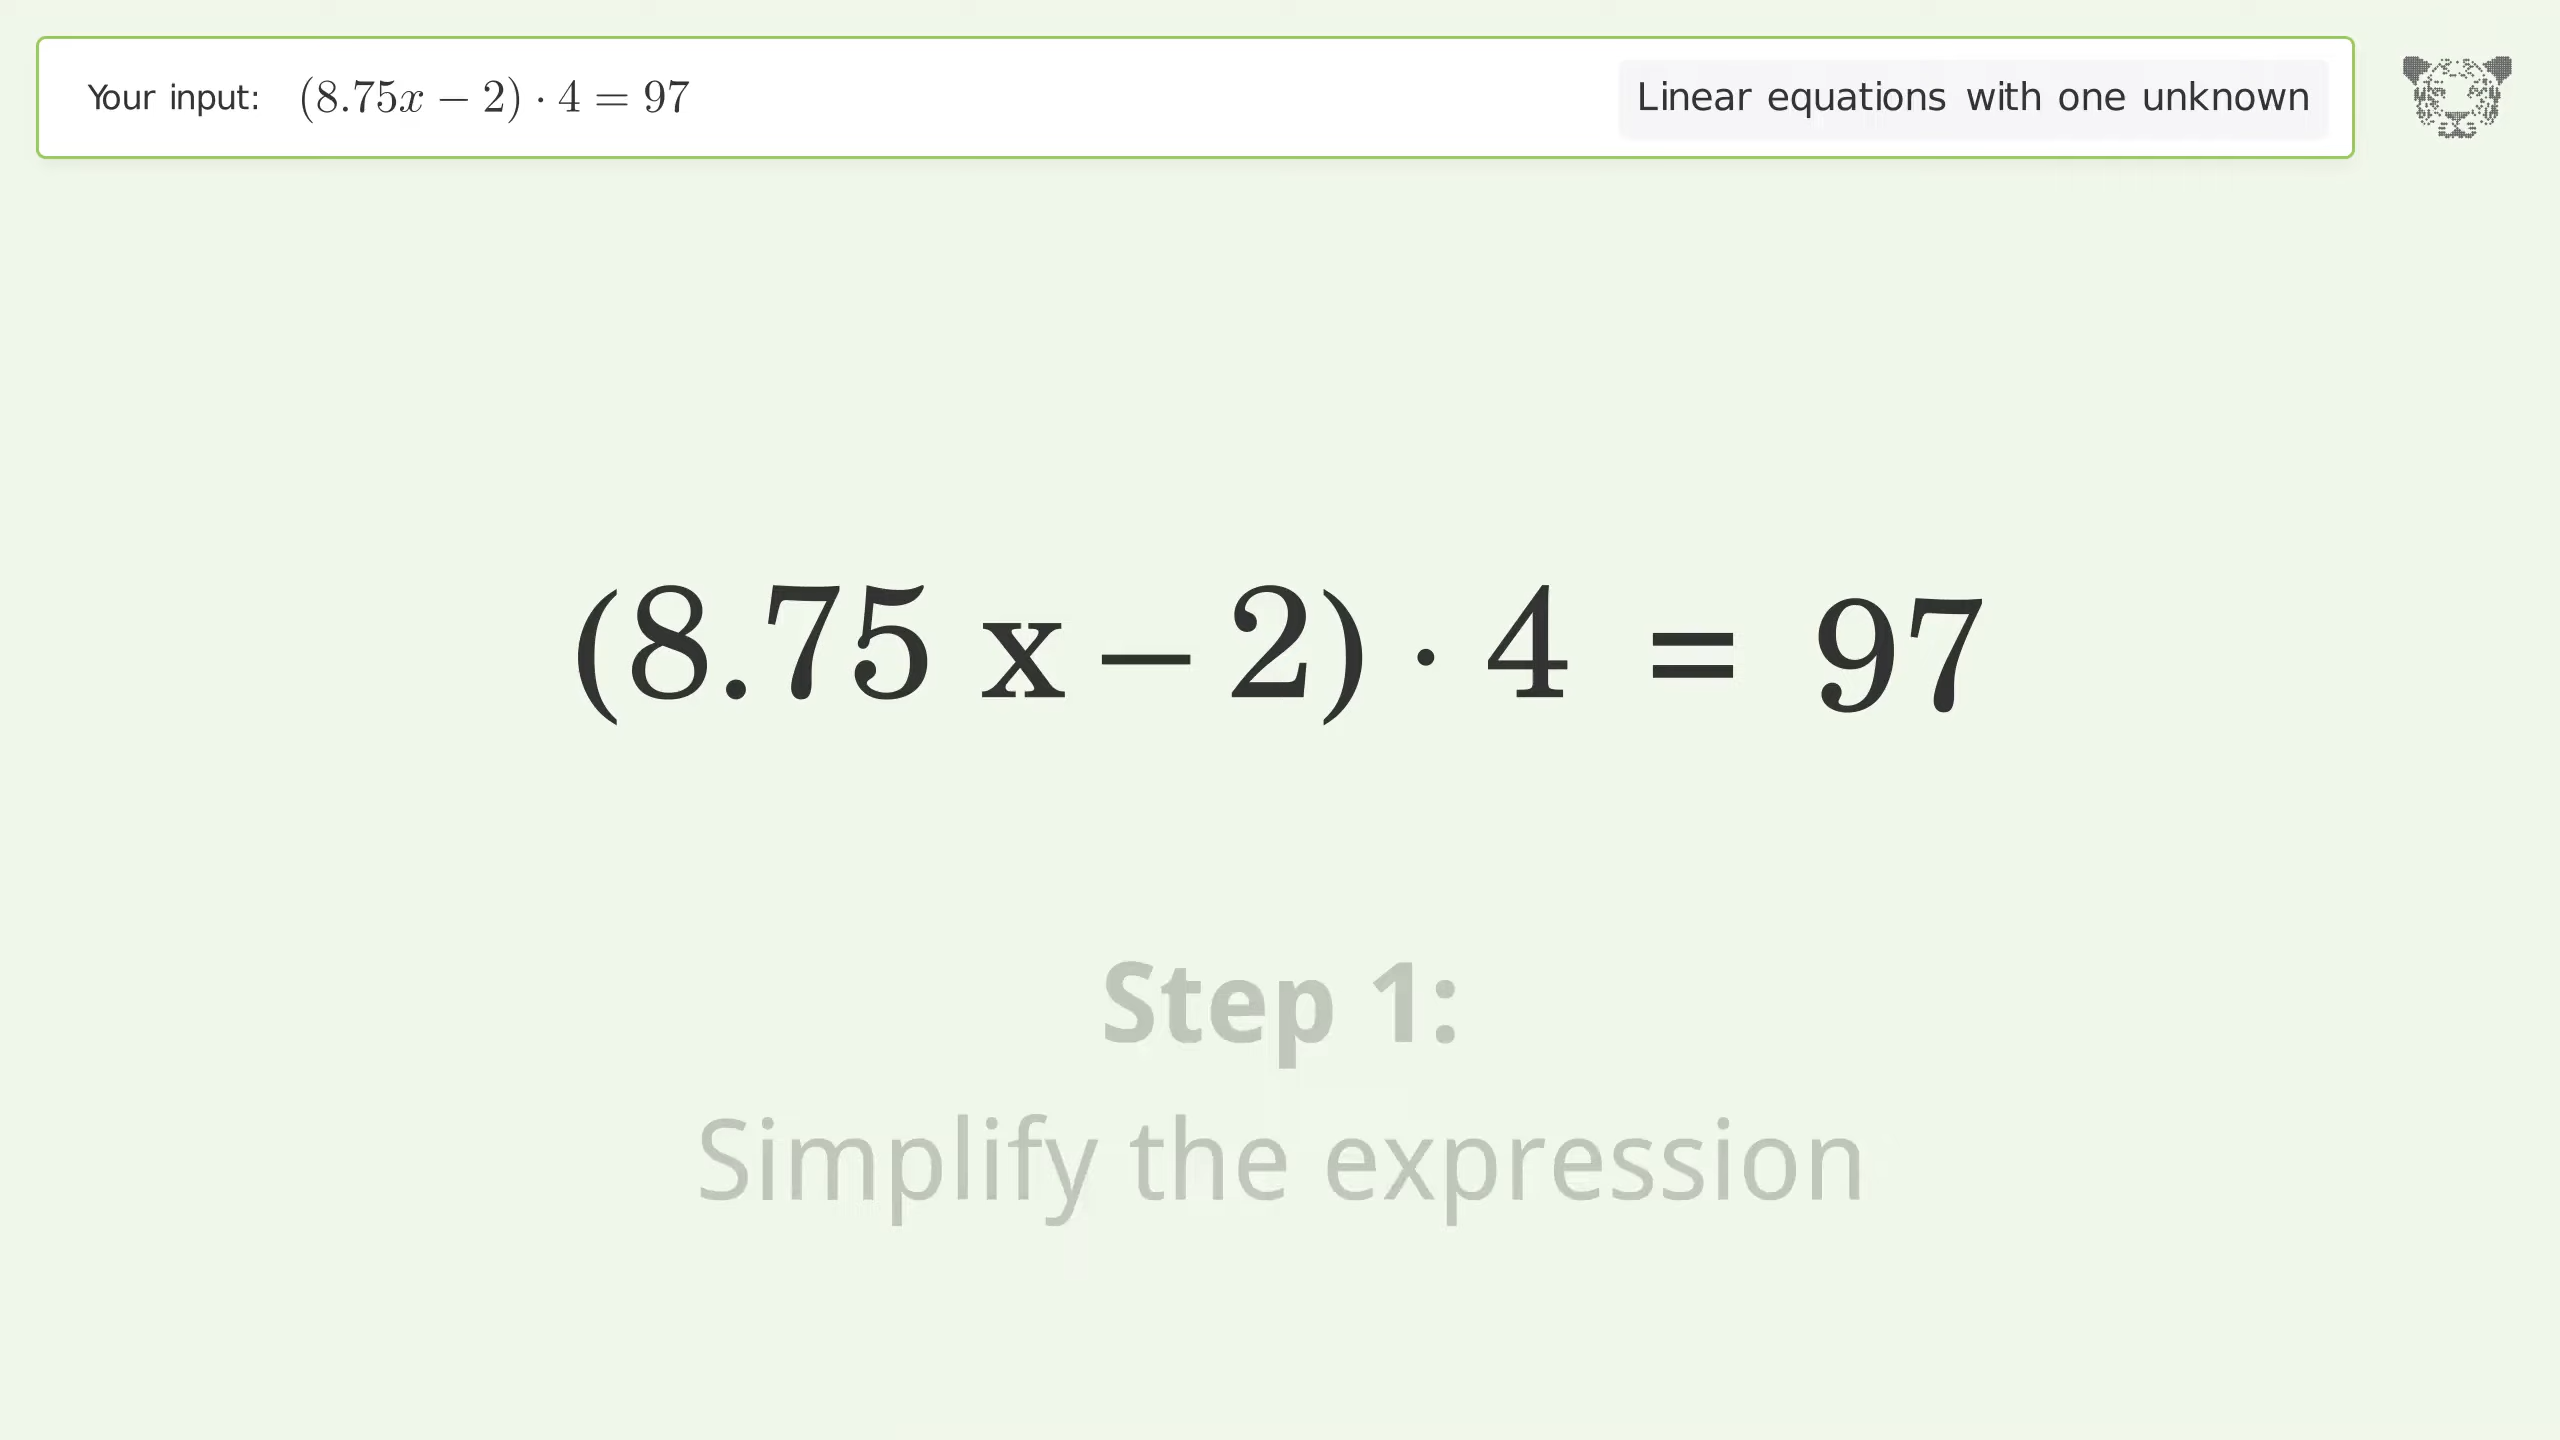 Your input: (8.75x − 2) · 4 = 97 Linear equations with one unknown
(8.75 x − 2) · 4 = 97
Step 1:
Simplify the expression